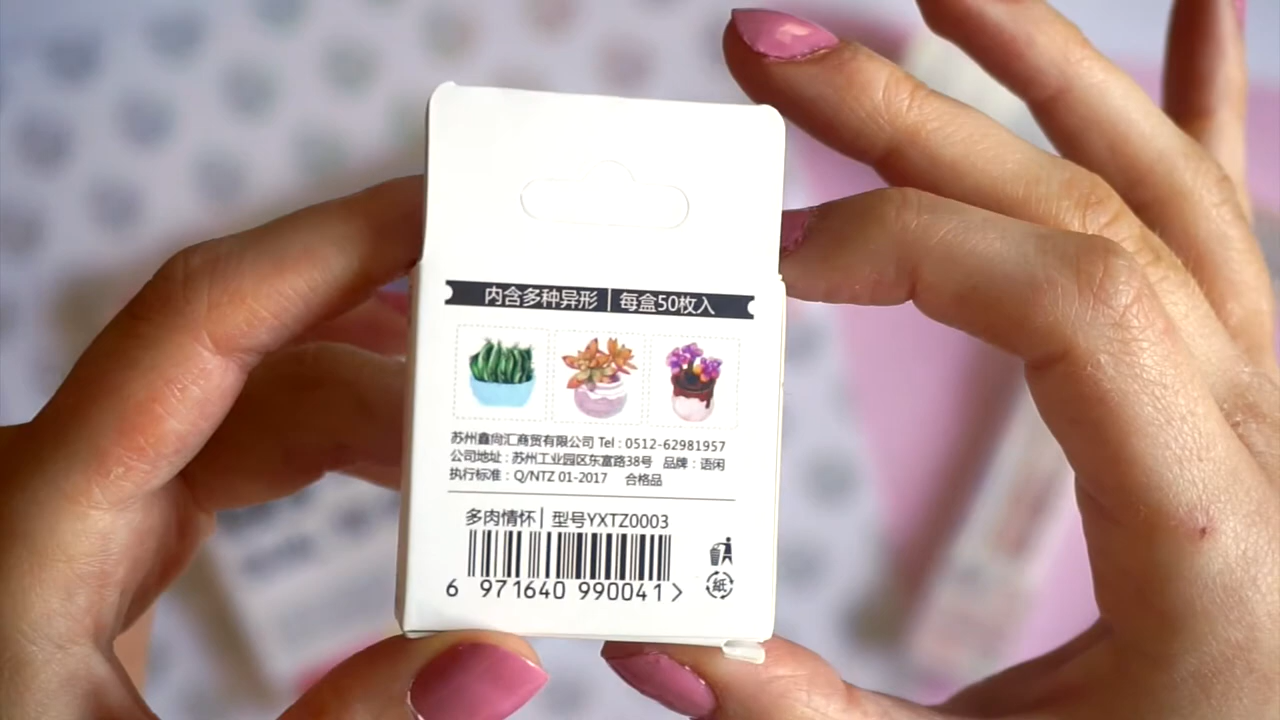 内含多种异形 | 每盒50枚入
苏州鑫尚汇商贸有限公司 Tel : 0512-62981957
公司地址 : 苏州工业园区东富路38号 品牌 : 语闲
执行标准 : Q/NTZ 01-2017 合格品
多肉情怀 | 型号YXTZ0003
6 971640 990041 >
紙